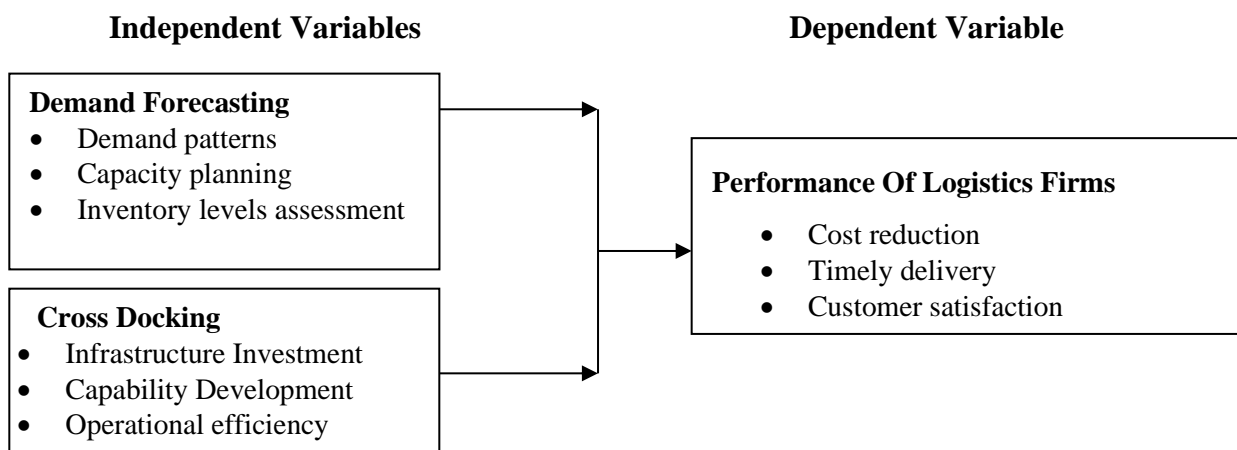 Independent Variables
Dependent Variable
Demand Forecasting
• Demand patterns
• Capacity planning
• Inventory levels assessment
Cross Docking
• Infrastructure Investment
• Capability Development
• Operational efficiency
Performance Of Logistics Firms
• Cost reduction
• Timely delivery
• Customer satisfaction